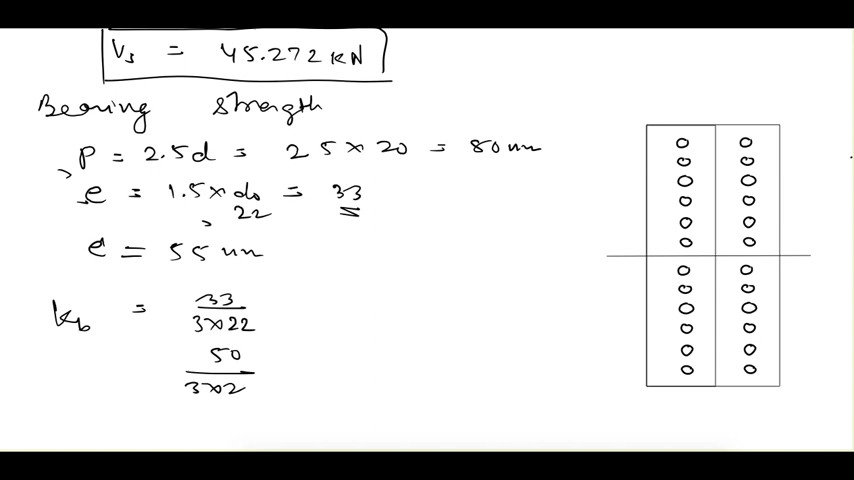 Vs = 45.272 kN
Bearing strength
P = 2.5d = 2 5 × 20 = 80 mm
e = 1.5 × do = 33
22
e = 55 mm
kb = 33
3×22
50
3×2